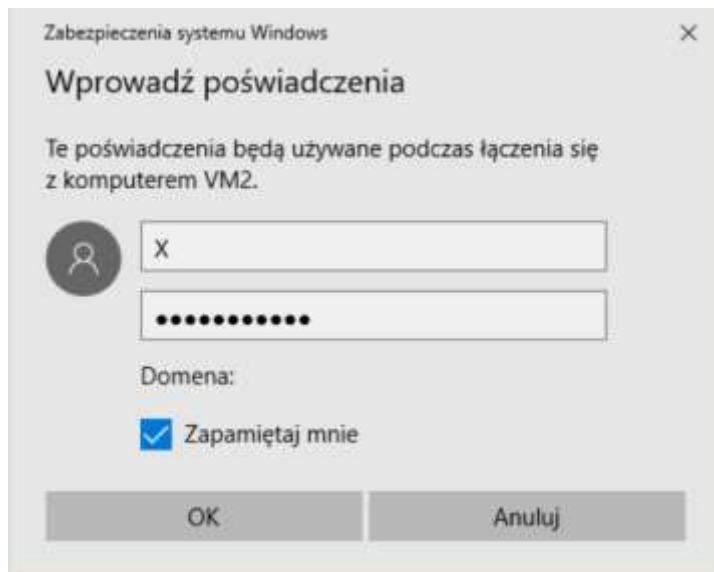 Zabezpieczenia systemu Windows
Wprowadź poświadczenia
Te poświadczenia będą używane podczas łączenia się
z komputerem VM2.
X
•••••••••••
Domena:
Zapamiętaj mnie
OK Anuluj